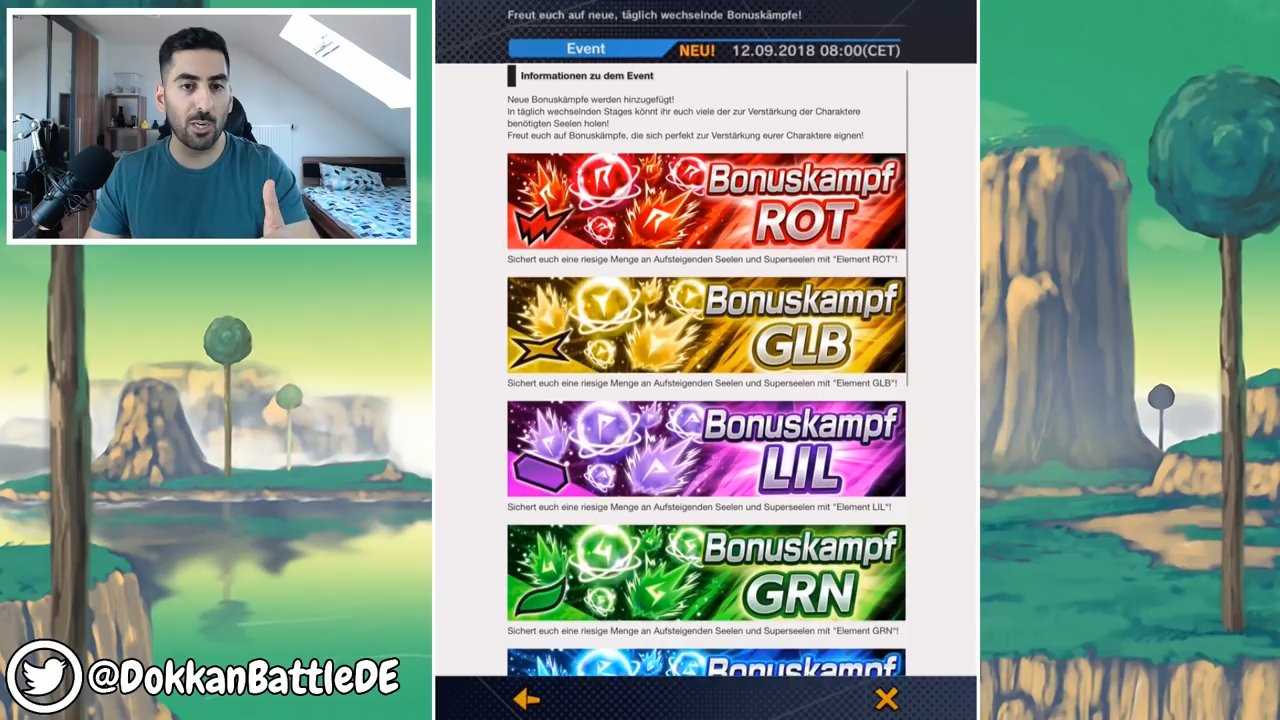 Freut euch auf neue, täglich wechselnde Bonuskämpfe!
Event NEU! 12.09.2018 08:00(CET)
Informationen zu dem Event
Neue Bonuskämpfe werden hinzugefügt!
In täglich wechselnden Stages könnt ihr euch viele der zur Verstärkung der Charaktere
benötigten Seelen holen!
Freut euch auf Bonuskämpfe, die sich perfekt zur Verstärkung eurer Charaktere eignen!
Bonuskampf
ROT
Sichert euch eine riesige Menge an Aufsteigenden Seelen und Superseelen mit "Element ROT"!
Bonuskampf
GLB
Sichert euch eine riesige Menge an Aufsteigenden Seelen und Superseelen mit "Element GLB"!
Bonuskampf
LIL
Sichert euch eine riesige Menge an Aufsteigenden Seelen und Superseelen mit "Element LIL"!
Bonuskampf
GRN
Sichert euch eine riesige Menge an Aufsteigenden Seelen und Superseelen mit "Element GRN"!
Bonuskampf
@DokkanBattleDE